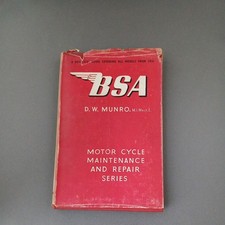 BSA
D. W. MUNRO,
MOTOR CYCLE
MAINTENANCE
AND REPAIR
SERIES